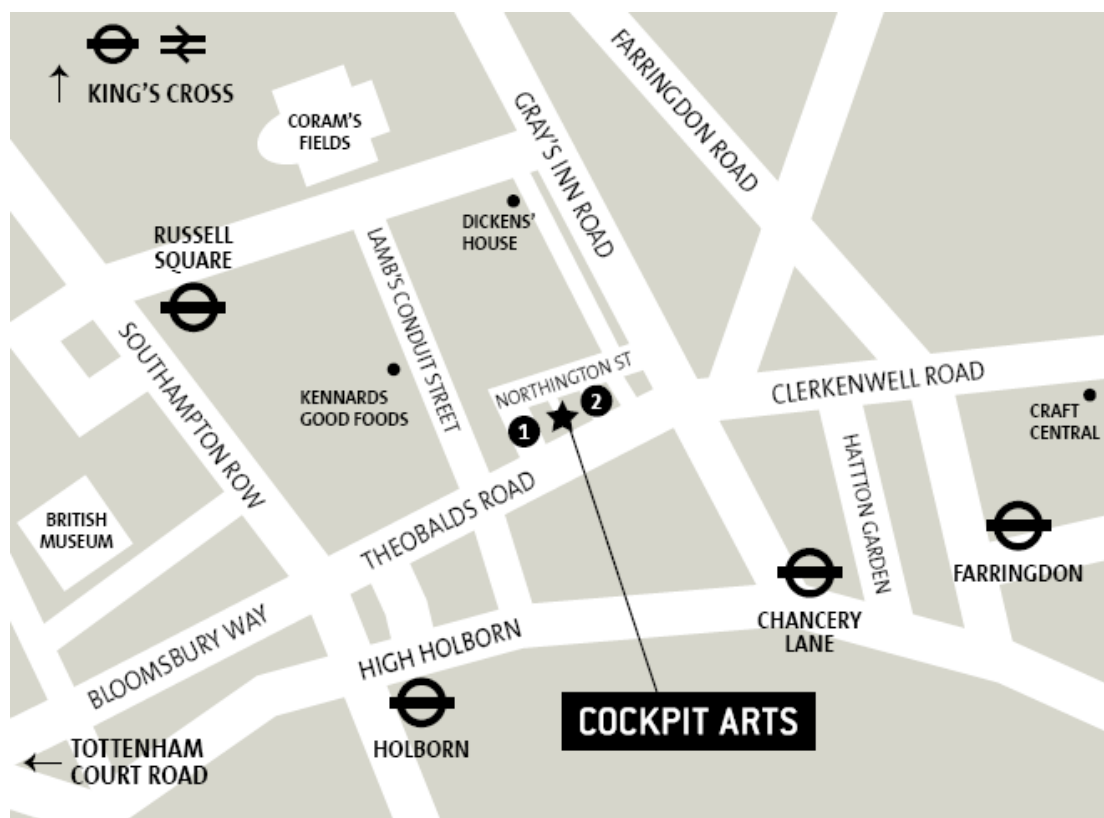 KING'S CROSS
CORAM'S
FIELDS
GRAY'S INN ROAD
FARRINGDON ROAD
DICKENS'
HOUSE
RUSSELL
SQUARE
LAMB'S CONDUIT STREET
SOUTHAMPTON ROW
KENNARDS
GOOD FOODS
NORTHINGTON ST
1
2
CLERKENWELL ROAD
CRAFT
CENTRAL
HATTTON GARDEN
BRITISH
MUSEUM
THEOBALDS ROAD
FARRINGDON
CHANCERY
LANE
BLOOMSBURY WAY
HIGH HOLBORN
HOLBORN
COCKPIT ARTS
TOTTENHAM
COURT ROAD